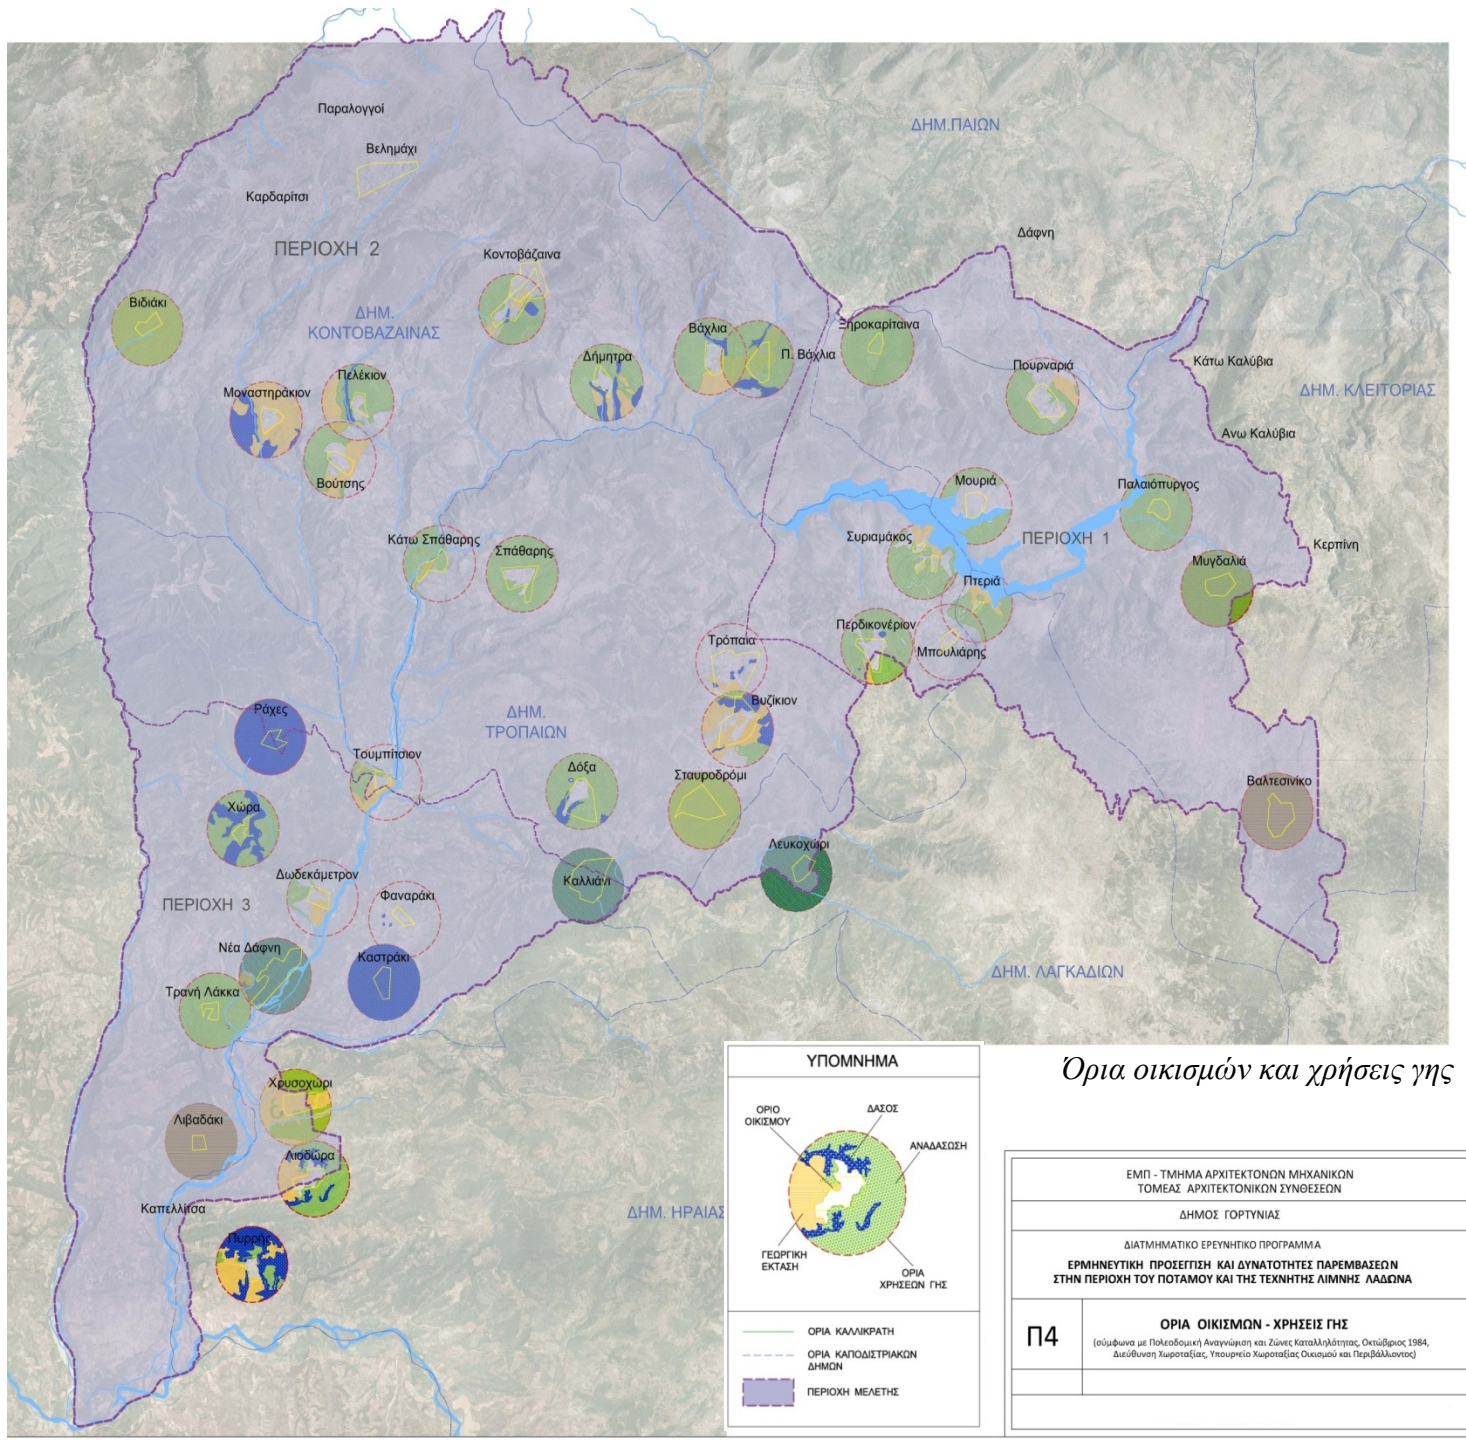 Παραλογγοί
ΔΗΜ.ΠΑΙΩΝ
Βελημάχι
Καρδαρίτσι
Δάφνη
ΠΕΡΙΟΧΗ 2
Κοντοβάζαινα
Βιδιάκι
ΔΗΜ.
ΚΟΝΤΟΒΑΖΑΙΝΑΣ
Βάχλια
Ξηροκαρίταινα
Δήμητρα
Π. Βάχλια
Κάτω Καλύβια
Πουρναριά
Πελέκιον
Μοναστηράκιον
ΔΗΜ. ΚΛΕΙΤΟΡΙΑΣ
Ανω Καλύβια
Βούτσης
Μουριά
Παλαιόπυργος
Κάτω Σπάθαρης
Συριαμάκος
ΠΕΡΙΟΧΗ 1
Κερπίνη
Σπάθαρης
Μυγδαλιά
Πτεριά
Περδικονέριον
Τρόπαια
Μπουλιάρης
Βυζίκιον
Ράχες
ΔΗΜ.
ΤΡΟΠΑΙΩΝ
Τουμπίτσιον
Δόξα
Σταυροδρόμι
Βαλτεσινίκο
Χώρα
Λευκοχώρι
Δωδεκάμετρον
Καλλιάνι
Φαναράκι
ΠΕΡΙΟΧΗ 3
Νέα Δάφνη
Καστράκι
ΔΗΜ. ΛΑΓΚΑΔΙΩΝ
Τρανή Λάκκα
Χρυσοχώρι
Λιβαδάκι
Λιοδώρα
Καπελλίτσα
ΔΗΜ. ΗΡΑΙΑΣ
Πυρρής
Όρια οικισμών και χρήσεις γης
ΥΠΟΜΝΗΜΑ
ΟΡΙΟ
ΟΙΚΙΣΜΟΥ
ΔΑΣΟΣ
ΑΝΑΔΑΣΩΣΗ
ΓΕΩΡΓΙΚΗ
ΕΚΤΑΣΗ
ΟΡΙΑ
ΧΡΗΣΕΩΝ ΓΗΣ
ΟΡΙΑ ΚΑΛΛΙΚΡΑΤΗ
ΟΡΙΑ ΚΑΠΟΔΙΣΤΡΙΑΚΩΝ
ΔΗΜΩΝ
ΠΕΡΙΟΧΗ ΜΕΛΕΤΗΣ
ΕΜΠ - ΤΜΗΜΑ ΑΡΧΙΤΕΚΤΟΝΩΝ ΜΗΧΑΝΙΚΩΝ
ΤΟΜΕΑΣ ΑΡΧΙΤΕΚΤΟΝΙΚΩΝ ΣΥΝΘΕΣΕΩΝ
ΔΗΜΟΣ ΓΟΡΤΥΝΙΑΣ
ΔΙΑΤΜΗΜΑΤΙΚΟ ΕΡΕΥΝΗΤΙΚΟ ΠΡΟΓΡΑΜΜΑ
ΕΡΜΗΝΕΥΤΙΚΗ ΠΡΟΣΕΓΓΙΣΗ ΚΑΙ ΔΥΝΑΤΟΤΗΤΕΣ ΠΑΡΕΜΒΑΣΕΩΝ
ΣΤΗΝ ΠΕΡΙΟΧΗ ΤΟΥ ΠΟΤΑΜΟΥ ΚΑΙ ΤΗΣ ΤΕΧΝΗΤΗΣ ΛΙΜΝΗΣ ΛΑΔΩΝΑ
Π4
ΟΡΙΑ ΟΙΚΙΣΜΩΝ - ΧΡΗΣΕΙΣ ΓΗΣ
(σύμφωνα με Πολεοδομική Αναγνώριση και Ζώνες Καταλληλότητας, Οκτώβριος 1984,
Διεύθυνση Χωροταξίας, Υπουργείο Χωροταξίας Οικισμού και Περιβάλλοντος)